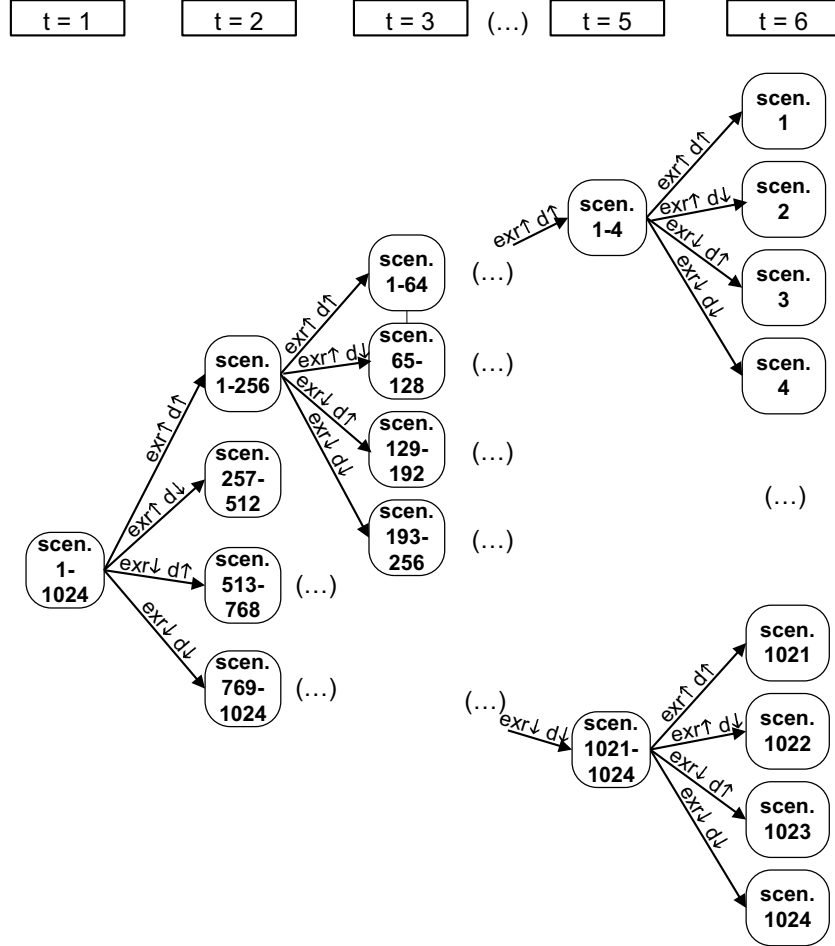 t = 1
t = 2
t = 3
(...)
t = 5
t = 6
scen.
1-
1024
exr↑ d↑
exr↑ d↓
exr↓ d↑
exr↓ d↓
scen.
1-256
scen.
257-
512
scen.
513-
768
(...)
scen.
769-
1024
(...)
exr↑ d↑
exr↑ d↓
exr↓ d↑
exr↓ d↓
scen.
1-64
(...)
scen.
65-
128
(...)
scen.
129-
192
(...)
scen.
193-
256
(...)
exr↑ d↑
scen.
1-4
exr↑ d↑
exr↑ d↓
exr↓ d↑
exr↓ d↓
scen.
1
scen.
2
scen.
3
scen.
4
(...)
(...)
exr↓ d↓
scen.
1021-
1024
exr↑ d↑
exr↑ d↓
exr↓ d↑
exr↓ d↓
scen.
1021
scen.
1022
scen.
1023
scen.
1024